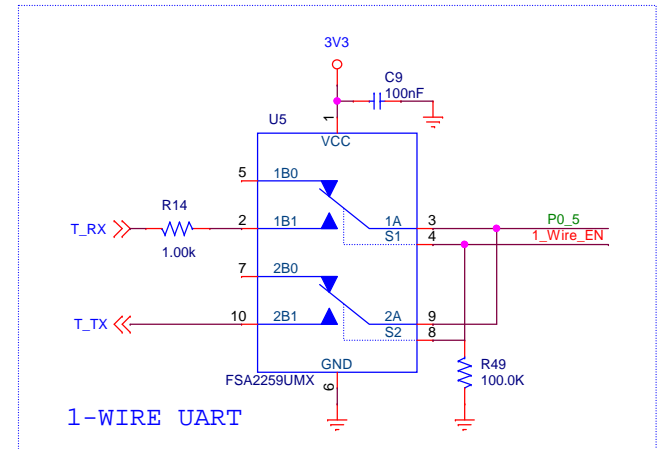 3V3
C9
100nF
U5
1
VCC
5 1B0
R14
T_RX 2 1B1 1A 3 P0_5
1.00k S1 4 1_Wire_EN
7 2B0
T_TX 10 2B1 2A 9
S2 8
GND
R49
FSA2259UMX 6 100.0K
1-WIRE UART